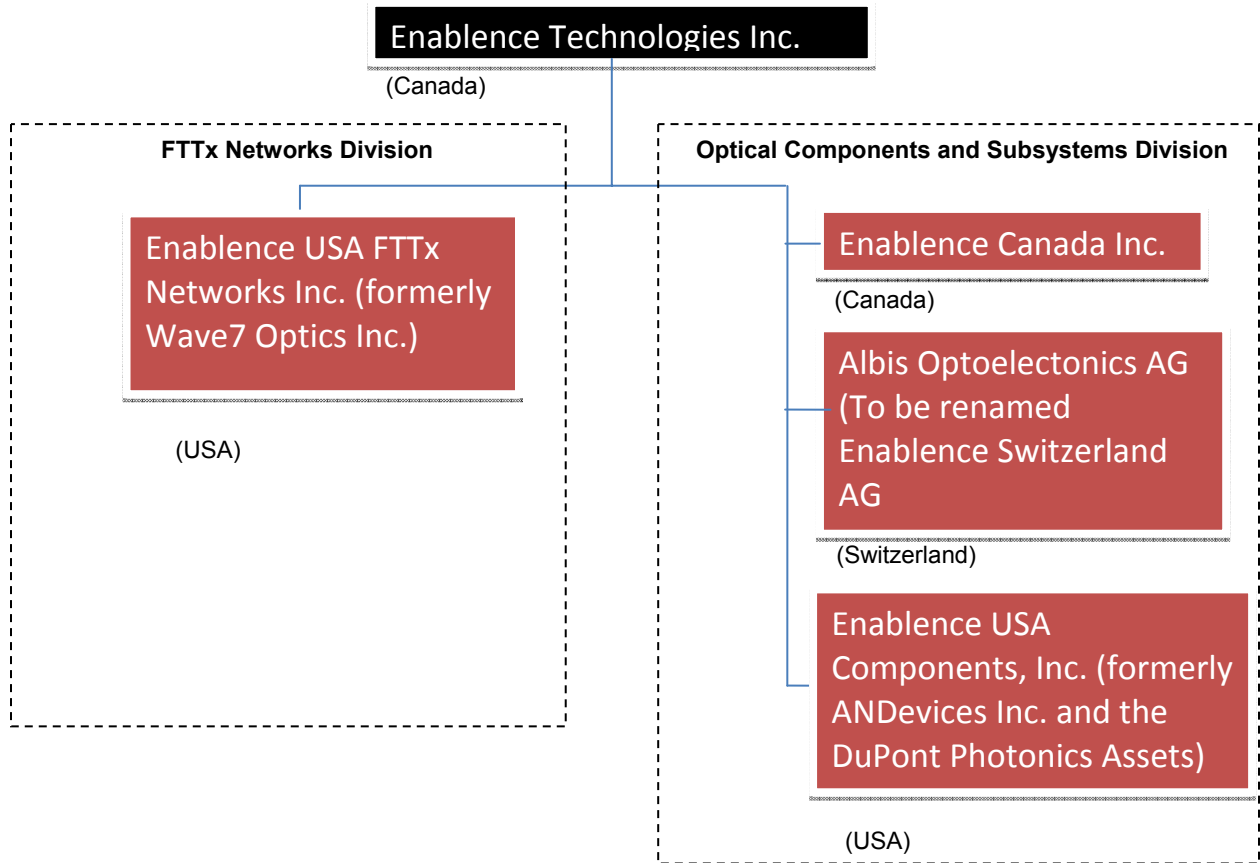 Enablence Technologies Inc.
(Canada)
FTTx Networks Division
Enablence USA FTTx
Networks Inc. (formerly
Wave7 Optics Inc.)
(USA)
Optical Components and Subsystems Division
Enablence Canada Inc.
(Canada)
Albis Optoelectonics AG
(To be renamed
Enablence Switzerland
AG
(Switzerland)
Enablence USA
Components, Inc. (formerly
ANDevices Inc. and the
DuPont Photonics Assets)
(USA)